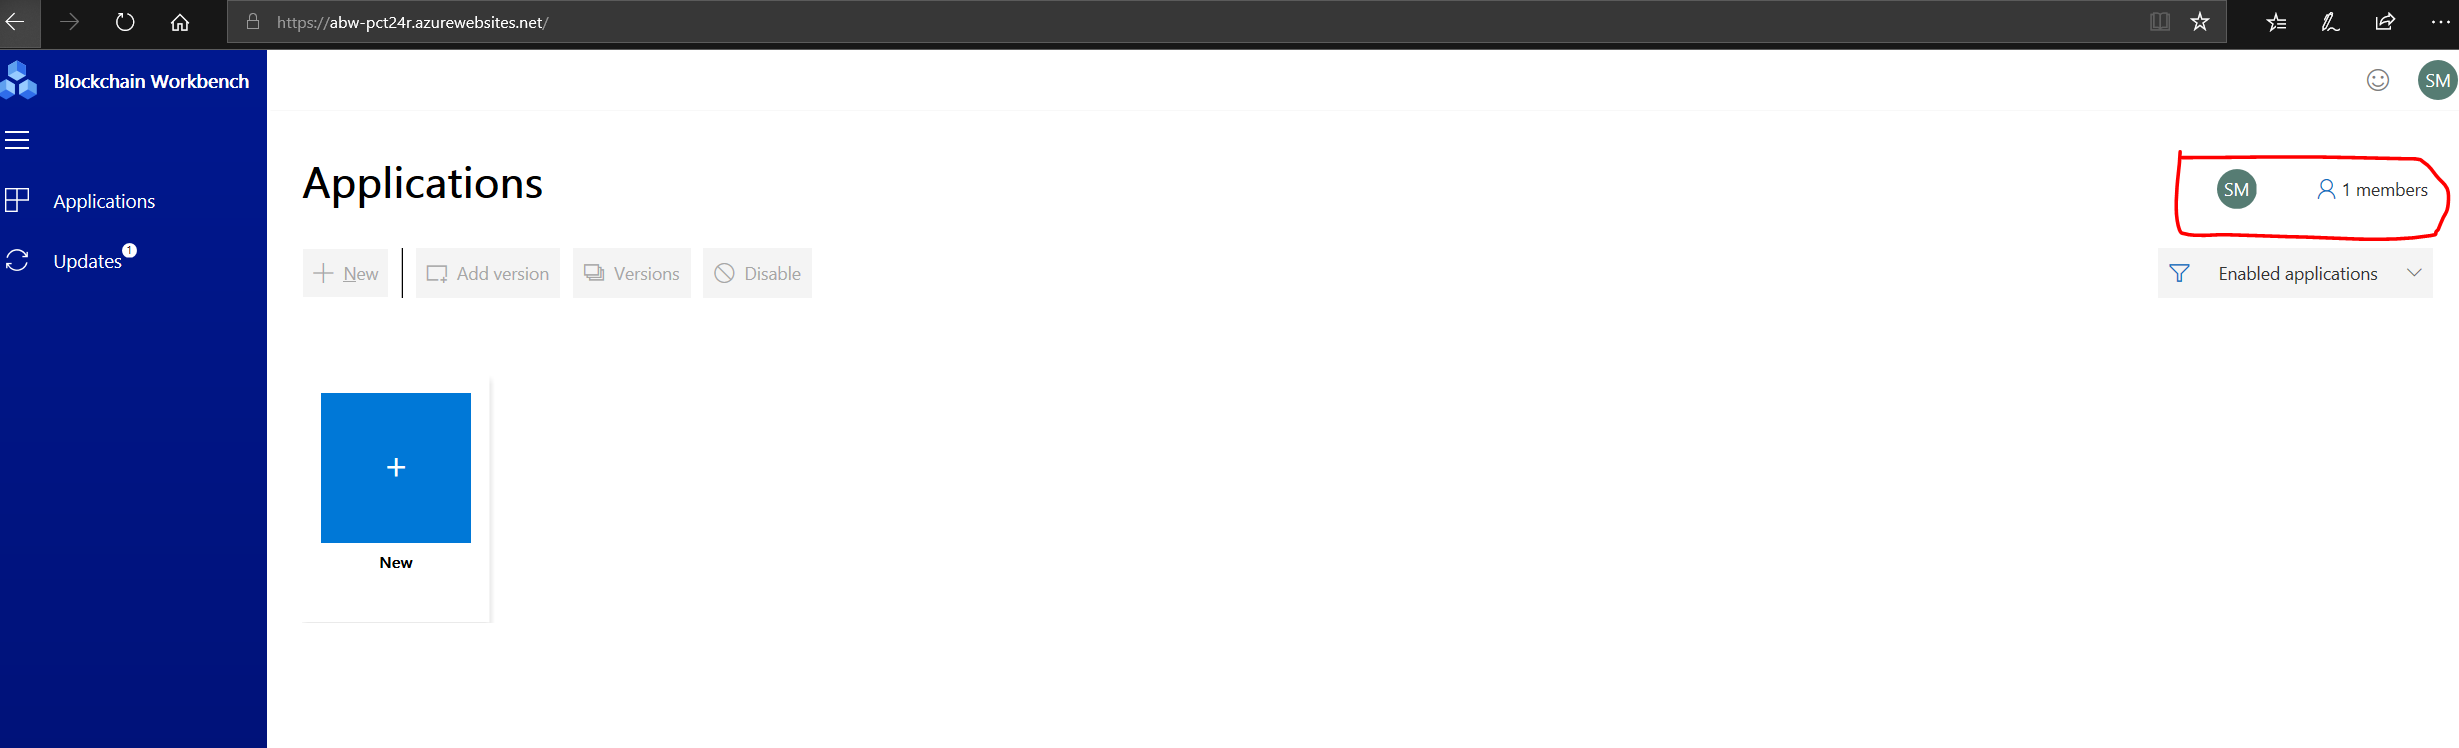 https://abw-pct24r.azurewebsites.net/
Blockchain Workbench
SM
Applications
SM
1 members
Applications
Updates 1
New
Add version
Versions
Disable
Enabled applications
New